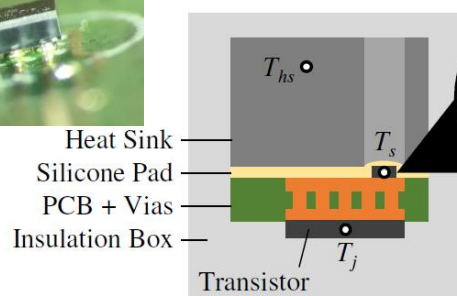 T_hs
T_s
Heat Sink
Silicone Pad
PCB + Vias
Insulation Box
T_j
Transistor